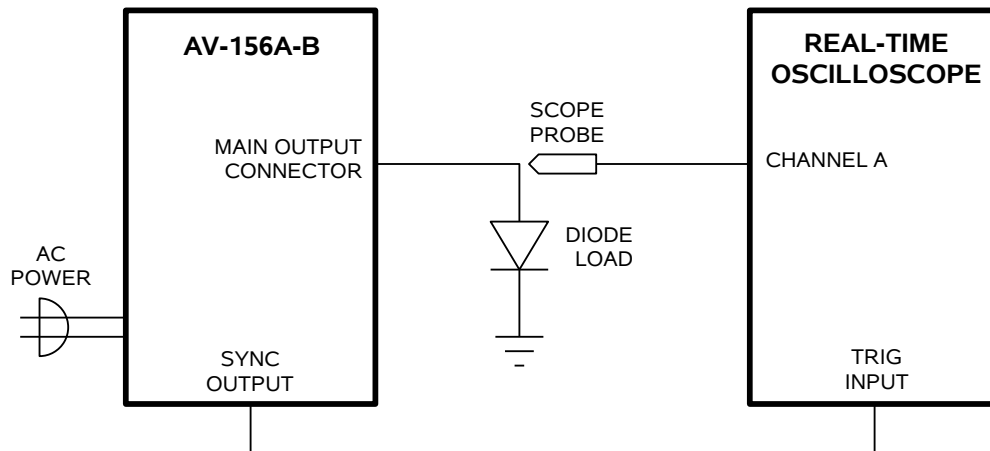 AV-156A-B
REAL-TIME
OSCILLOSCOPE
SCOPE
PROBE
MAIN OUTPUT
CONNECTOR
CHANNEL A
DIODE
LOAD
AC
POWER
SYNC
OUTPUT
TRIG
INPUT